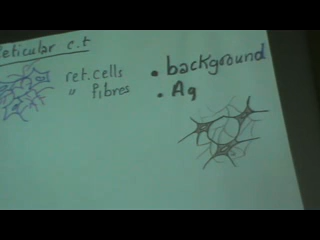 eticular c.t
ret. cells
" fibres
• background
• Ag